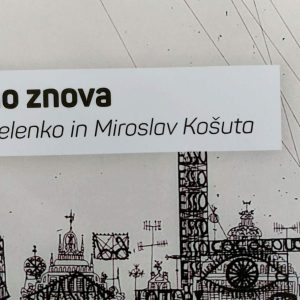 o znova
elenko in Miroslav Košuta